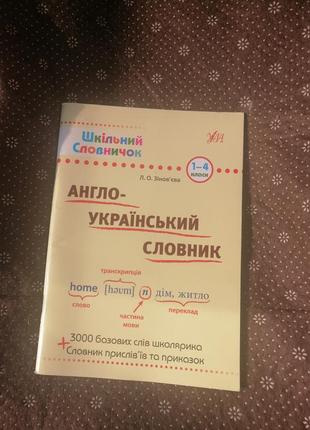 Шкільний
Словничок
УЛА
1–4
класи
Л. О. Зінов'єва
АНГЛО-
УКРАЇНСЬКИЙ
СЛОВНИК
транскрипція
home [həʊm] n дім, житло
слово
частина
мови
переклад
+ 3000 базових слів школярика
Словник прислів'їв та приказок